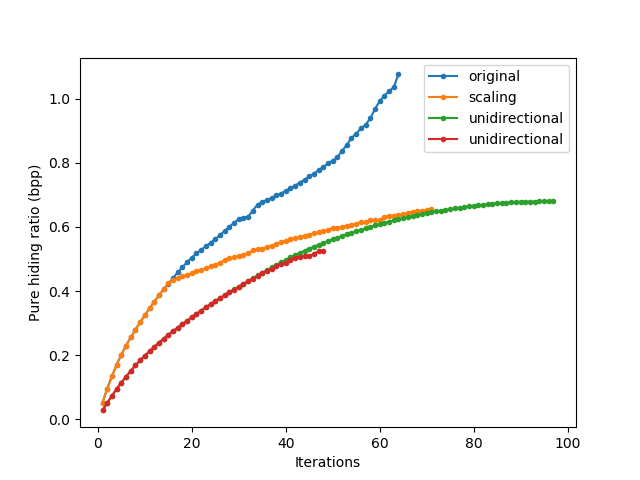 original
scaling
unidirectional
unidirectional
1.0
0.8
0.6
0.4
0.2
0.0
Pure hiding ratio (bpp)
0
20
40
60
80
100
Iterations